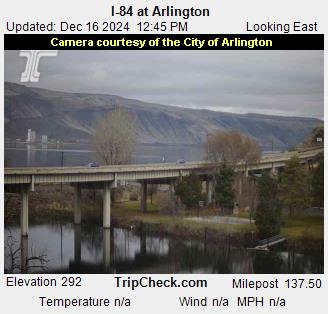 I-84 at Arlington
Updated: Dec 16 2024 12:45 PM Looking East
Camera courtesy of the City of Arlington
Elevation 292 TripCheck.com Milepost 137.50
Temperature n/a Wind n/a MPH n/a